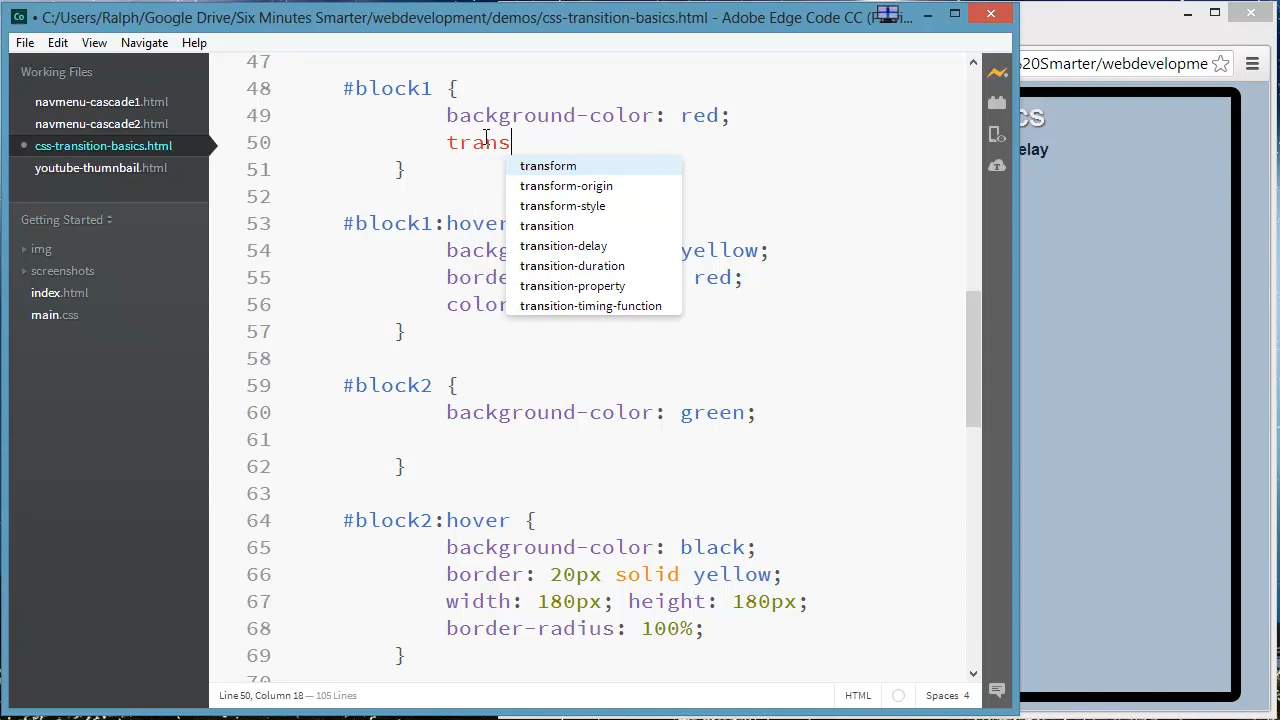 Co • C:/Users/Ralph/Google Drive/Six Minutes Smarter/webdevelopment/demos/css-transition-basics.html - Adobe Edge Code CC
File Edit View Navigate Help
Working Files
navmenu-cascade1.html
navmenu-cascade2.html
css-transition-basics.html
youtube-thumnbail.html
Getting Started
img
screenshots
index.html
main.css
47
48 #block1 {
49 background-color: red;
50 trans
51 }
52
53 #block1:hover
54 backg yellow;
55 borde red;
56 color
57 }
58
59 #block2 {
60 background-color: green;
61
62 }
63
64 #block2:hover {
65 background-color: black;
66 border: 20px solid yellow;
67 width: 180px; height: 180px;
68 border-radius: 100%;
69 }
70
transform
transform-origin
transform-style
transition
transition-delay
transition-duration
transition-property
transition-timing-function
Line 50, Column 18 — 105 Lines
HTML
Spaces 4
20Smarter/webdevelopme
CS
elay